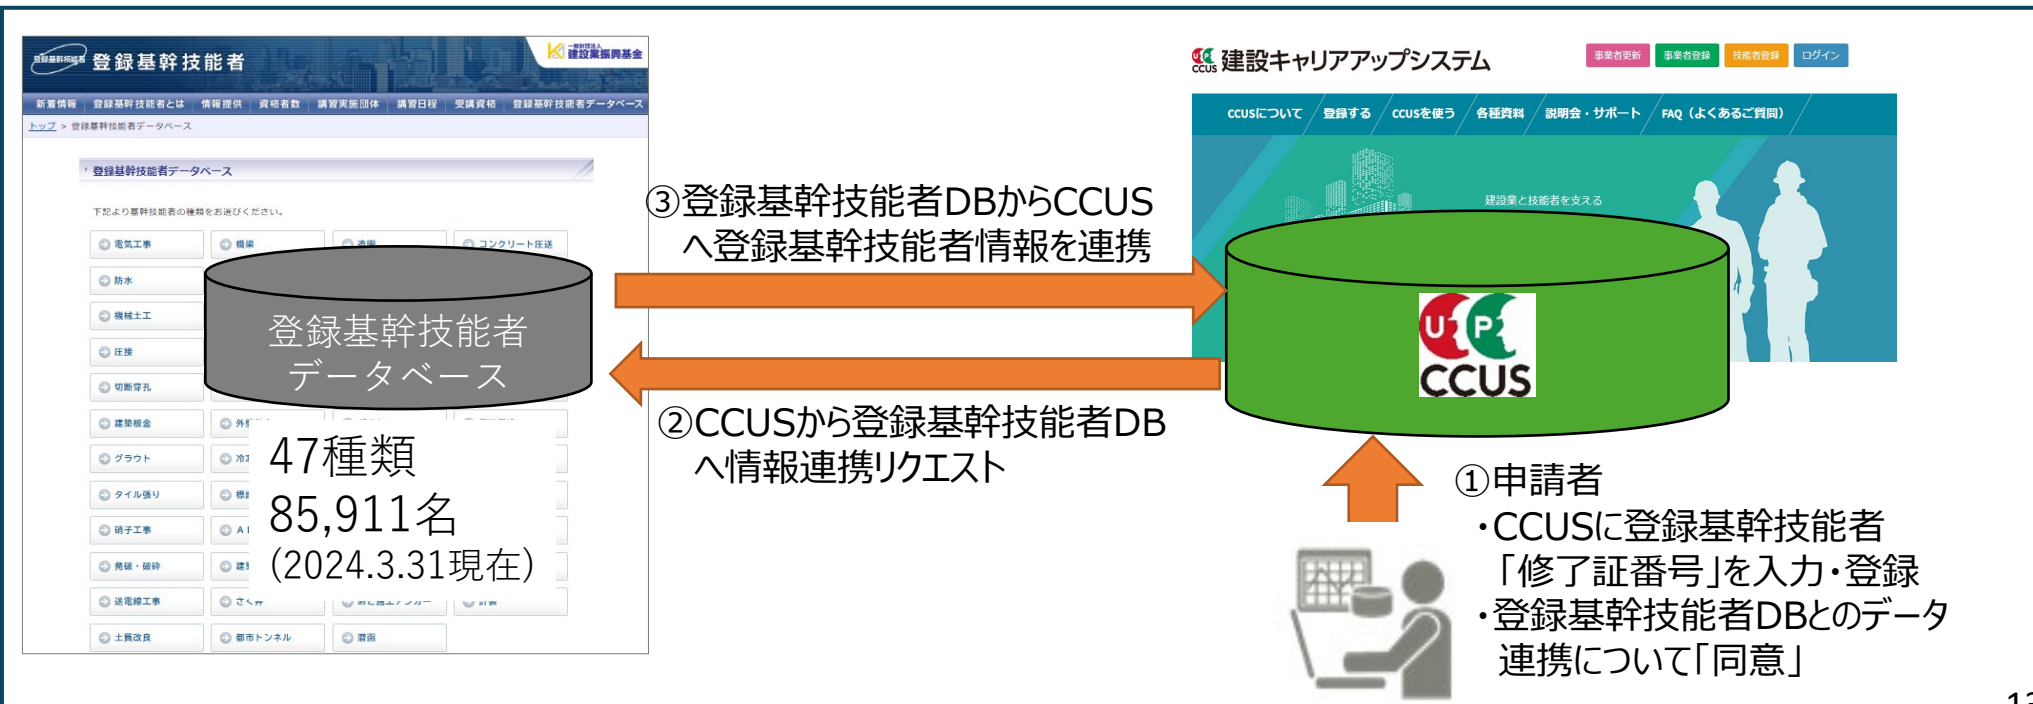 登録基幹技能者
登録基幹技能者
一般財団法人
建設業振興基金
新着情報 登録基幹技能者とは 情報提供 資格者数 講習実施団体 講習日程 受講資格 登録基幹技能者データベース
トップ > 登録基幹技能者データベース
登録基幹技能者データベース
下記より基幹技能者の種類をお選びください。
電気工事 橋梁 造園 コンクリート圧送
防水
機械土工
圧接
切断穿孔
建築板金
グラウト
タイル張り
硝子工事
発破・破砕
送電線工事 さく井 計装
土質改良 都市トンネル 潜函
登録基幹技能者
データベース
47種類
85,911名
(2024.3.31現在)
③登録基幹技能者DBからCCUS
へ登録基幹技能者情報を連携
②CCUSから登録基幹技能者DB
へ情報連携リクエスト
CCUS 建設キャリアアップシステム
事業者更新 事業者登録 技能者登録 ログイン
CCUSについて 登録する CCUSを使う 各種資料 説明会・サポート FAQ(よくあるご質問)
建設業と技能者を支える
UP
CCUS
①申請者
・CCUSに登録基幹技能者
「修了証番号」を入力・登録
・登録基幹技能者DBとのデータ
連携について「同意」